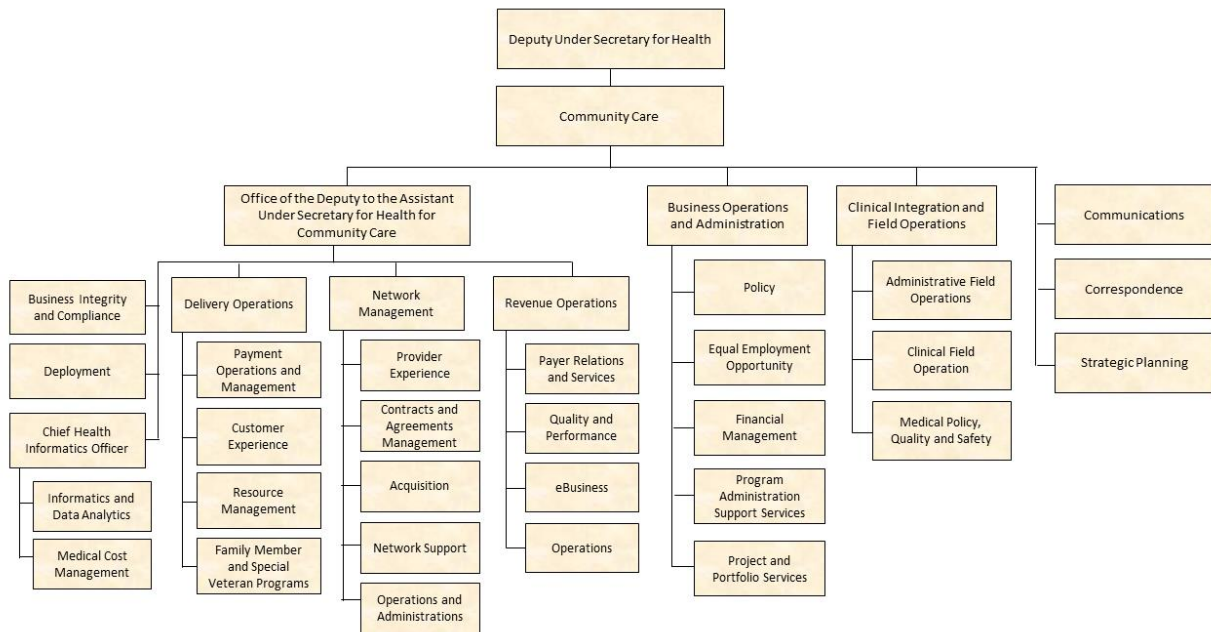 Deputy Under Secretary for Health
Community Care
Office of the Deputy to the Assistant
Under Secretary for Health for
Community Care
Business Operations
and Administration
Clinical Integration and
Field Operations
Communications
Correspondence
Strategic Planning
Business Integrity
and Compliance
Deployment
Chief Health
Informatics Officer
Informatics and
Data Analytics
Medical Cost
Management
Delivery Operations
Payment
Operations and
Management
Customer
Experience
Resource
Management
Family Member
and Special
Veteran Programs
Network
Management
Provider
Experience
Contracts and
Agreements
Management
Acquisition
Network Support
Operations and
Administrations
Revenue Operations
Payer Relations
and Services
Quality and
Performance
eBusiness
Operations
Policy
Equal Employment
Opportunity
Financial
Management
Program
Administration
Support Services
Project and
Portfolio Services
Administrative Field
Operations
Clinical Field
Operation
Medical Policy,
Quality and Safety